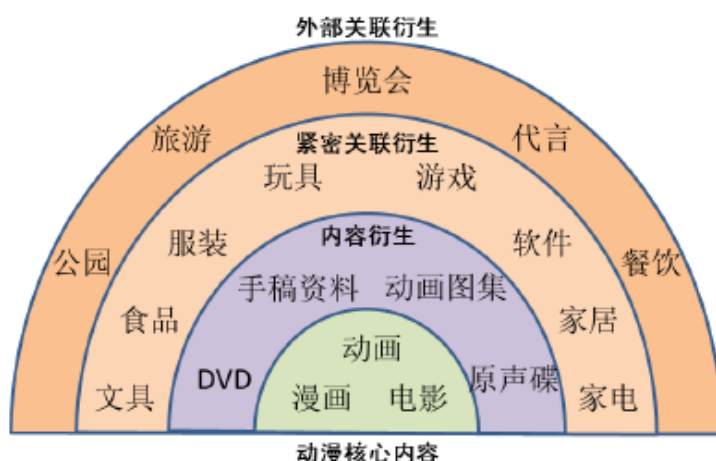 外部关联衍生
博览会
旅游 代言
紧密关联衍生
玩具 游戏
服装 内容衍生 软件
公园 餐饮
手稿资料 动画图集
食品 家居
动画
DVD 原声碟
文具 漫画 电影 家电
动漫核心内容